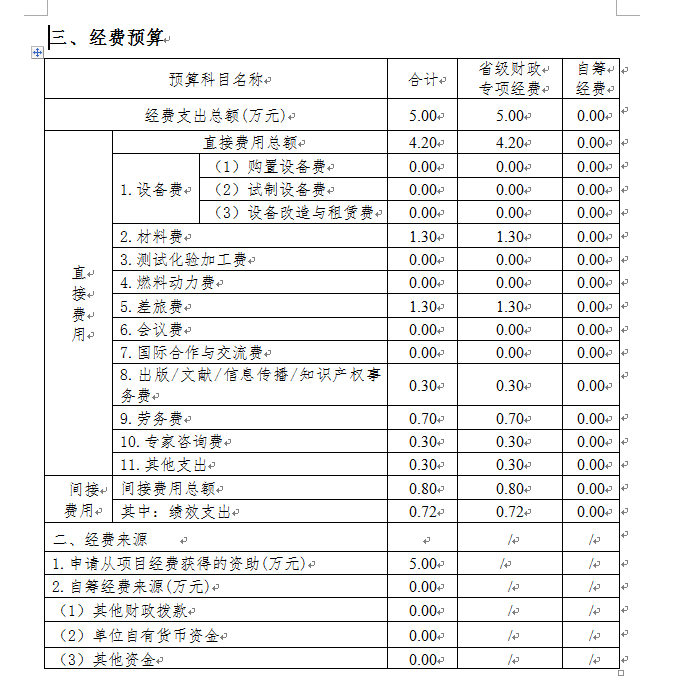 三、经费预算
预算科目名称 合计 省级财政专项经费 自筹经费
经费支出总额(万元) 5.00 5.00 0.00
直接费用
直接费用总额 4.20 4.20 0.00
1.设备费
(1)购置设备费 0.00 0.00 0.00
(2)试制设备费 0.00 0.00 0.00
(3)设备改造与租赁费 0.00 0.00 0.00
2.材料费 1.30 1.30 0.00
3.测试化验加工费 0.00 0.00 0.00
4.燃料动力费 0.00 0.00 0.00
5.差旅费 1.30 1.30 0.00
6.会议费 0.00 0.00 0.00
7.国际合作与交流费 0.00 0.00 0.00
8.出版/文献/信息传播/知识产权事务费 0.30 0.30 0.00
9.劳务费 0.70 0.70 0.00
10.专家咨询费 0.30 0.30 0.00
11.其他支出 0.30 0.30 0.00
间接费用
间接费用总额 0.80 0.80 0.00
其中：绩效支出 0.72 0.72 0.00
二、经费来源 / /
1.申请从项目经费获得的资助(万元) 5.00 / /
2.自筹经费来源(万元) 0.00 / /
(1)其他财政拨款 0.00 / /
(2)单位自有货币资金 0.00 / /
(3)其他资金 0.00 / /